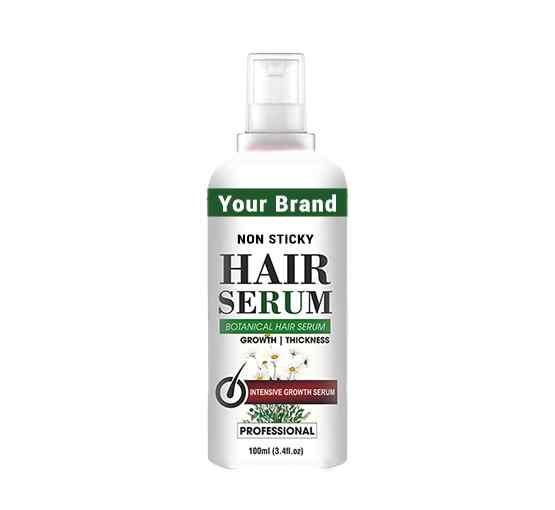 Your Brand
NON STICKY
HAIR
SERUM
BOTANICAL HAIR SERUM
GROWTH | THICKNESS
INTENSIVE GROWTH SERUM
PROFESSIONAL
100ml (3.4fl.oz)